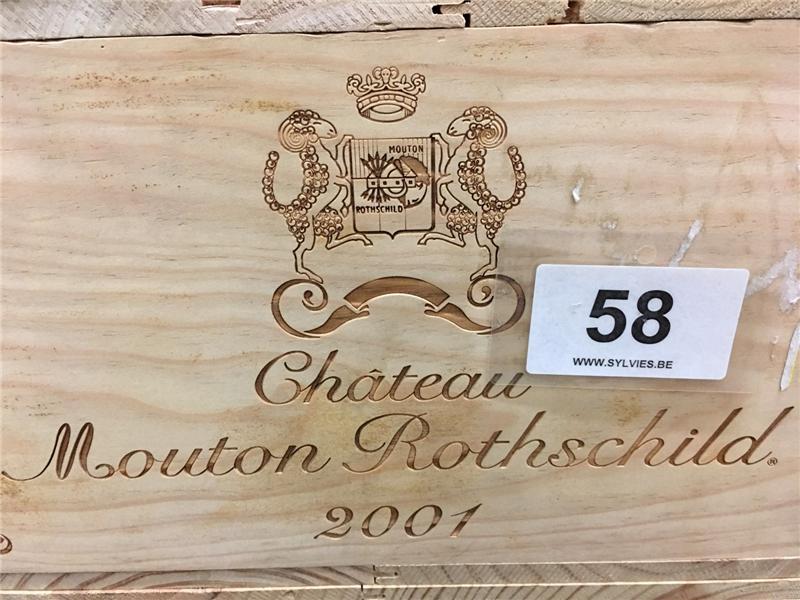 MOUTON
ROTHSCHILD
58
WWW.SYLVIES.BE
Château
Mouton Rothschild®
2001